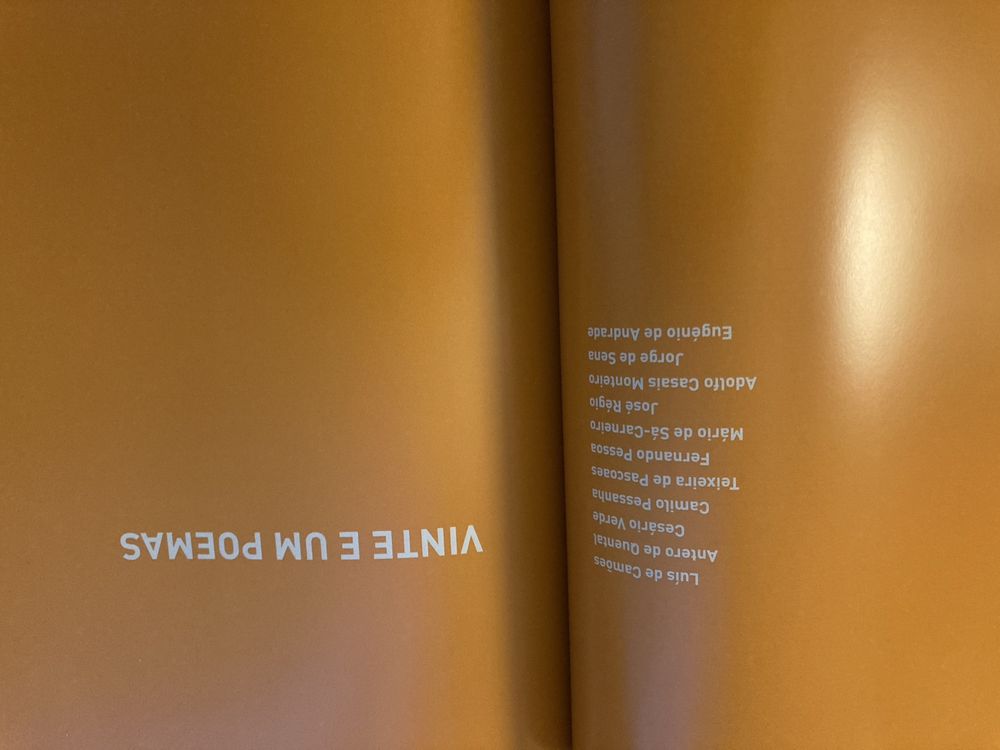 Luís de Camões
Antero de Quental
Cesário Verde
Camilo Pessanha
Teixeira de Pascoaes
Fernando Pessoa
Mário de Sá-Carneiro
José Régio
Adolfo Casais Monteiro
Jorge de Sena
Eugénio de Andrade
VINTE E UM POEMAS